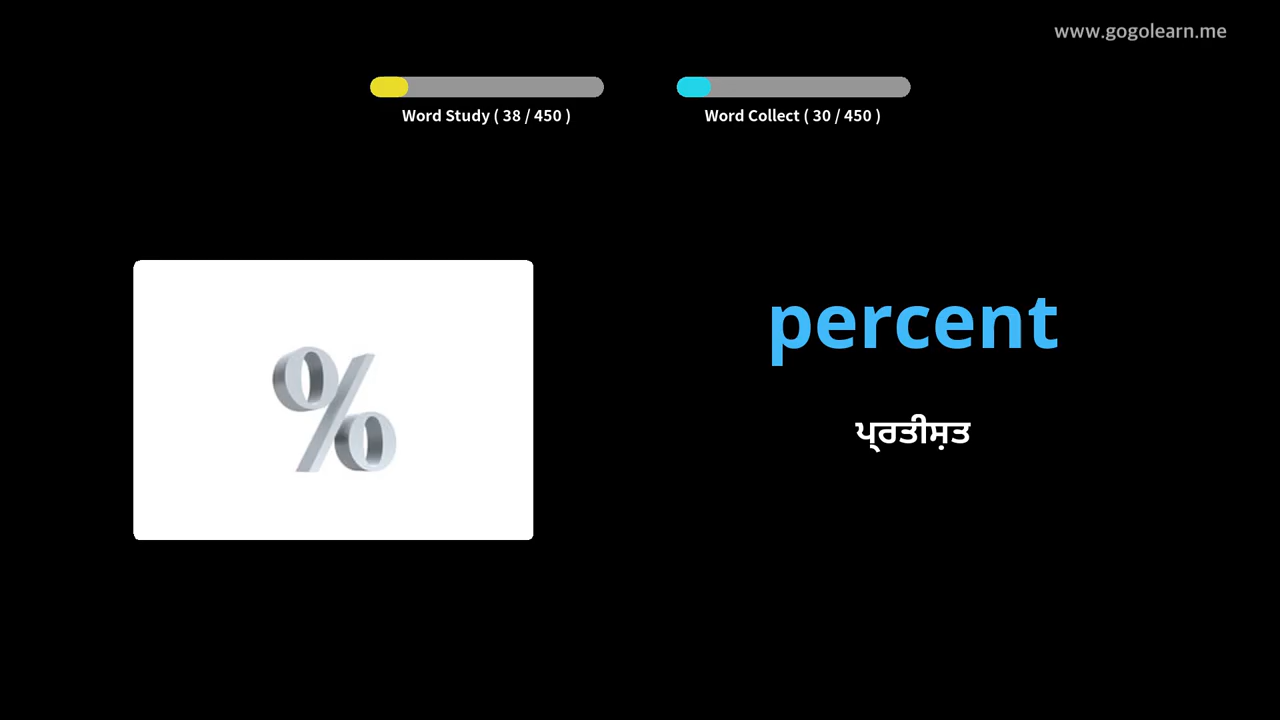 www.gogolearn.me
Word Study ( 38 / 450 )
Word Collect ( 30 / 450 )
%
percent
ਪ੍ਰਤੀਸ਼ਤ